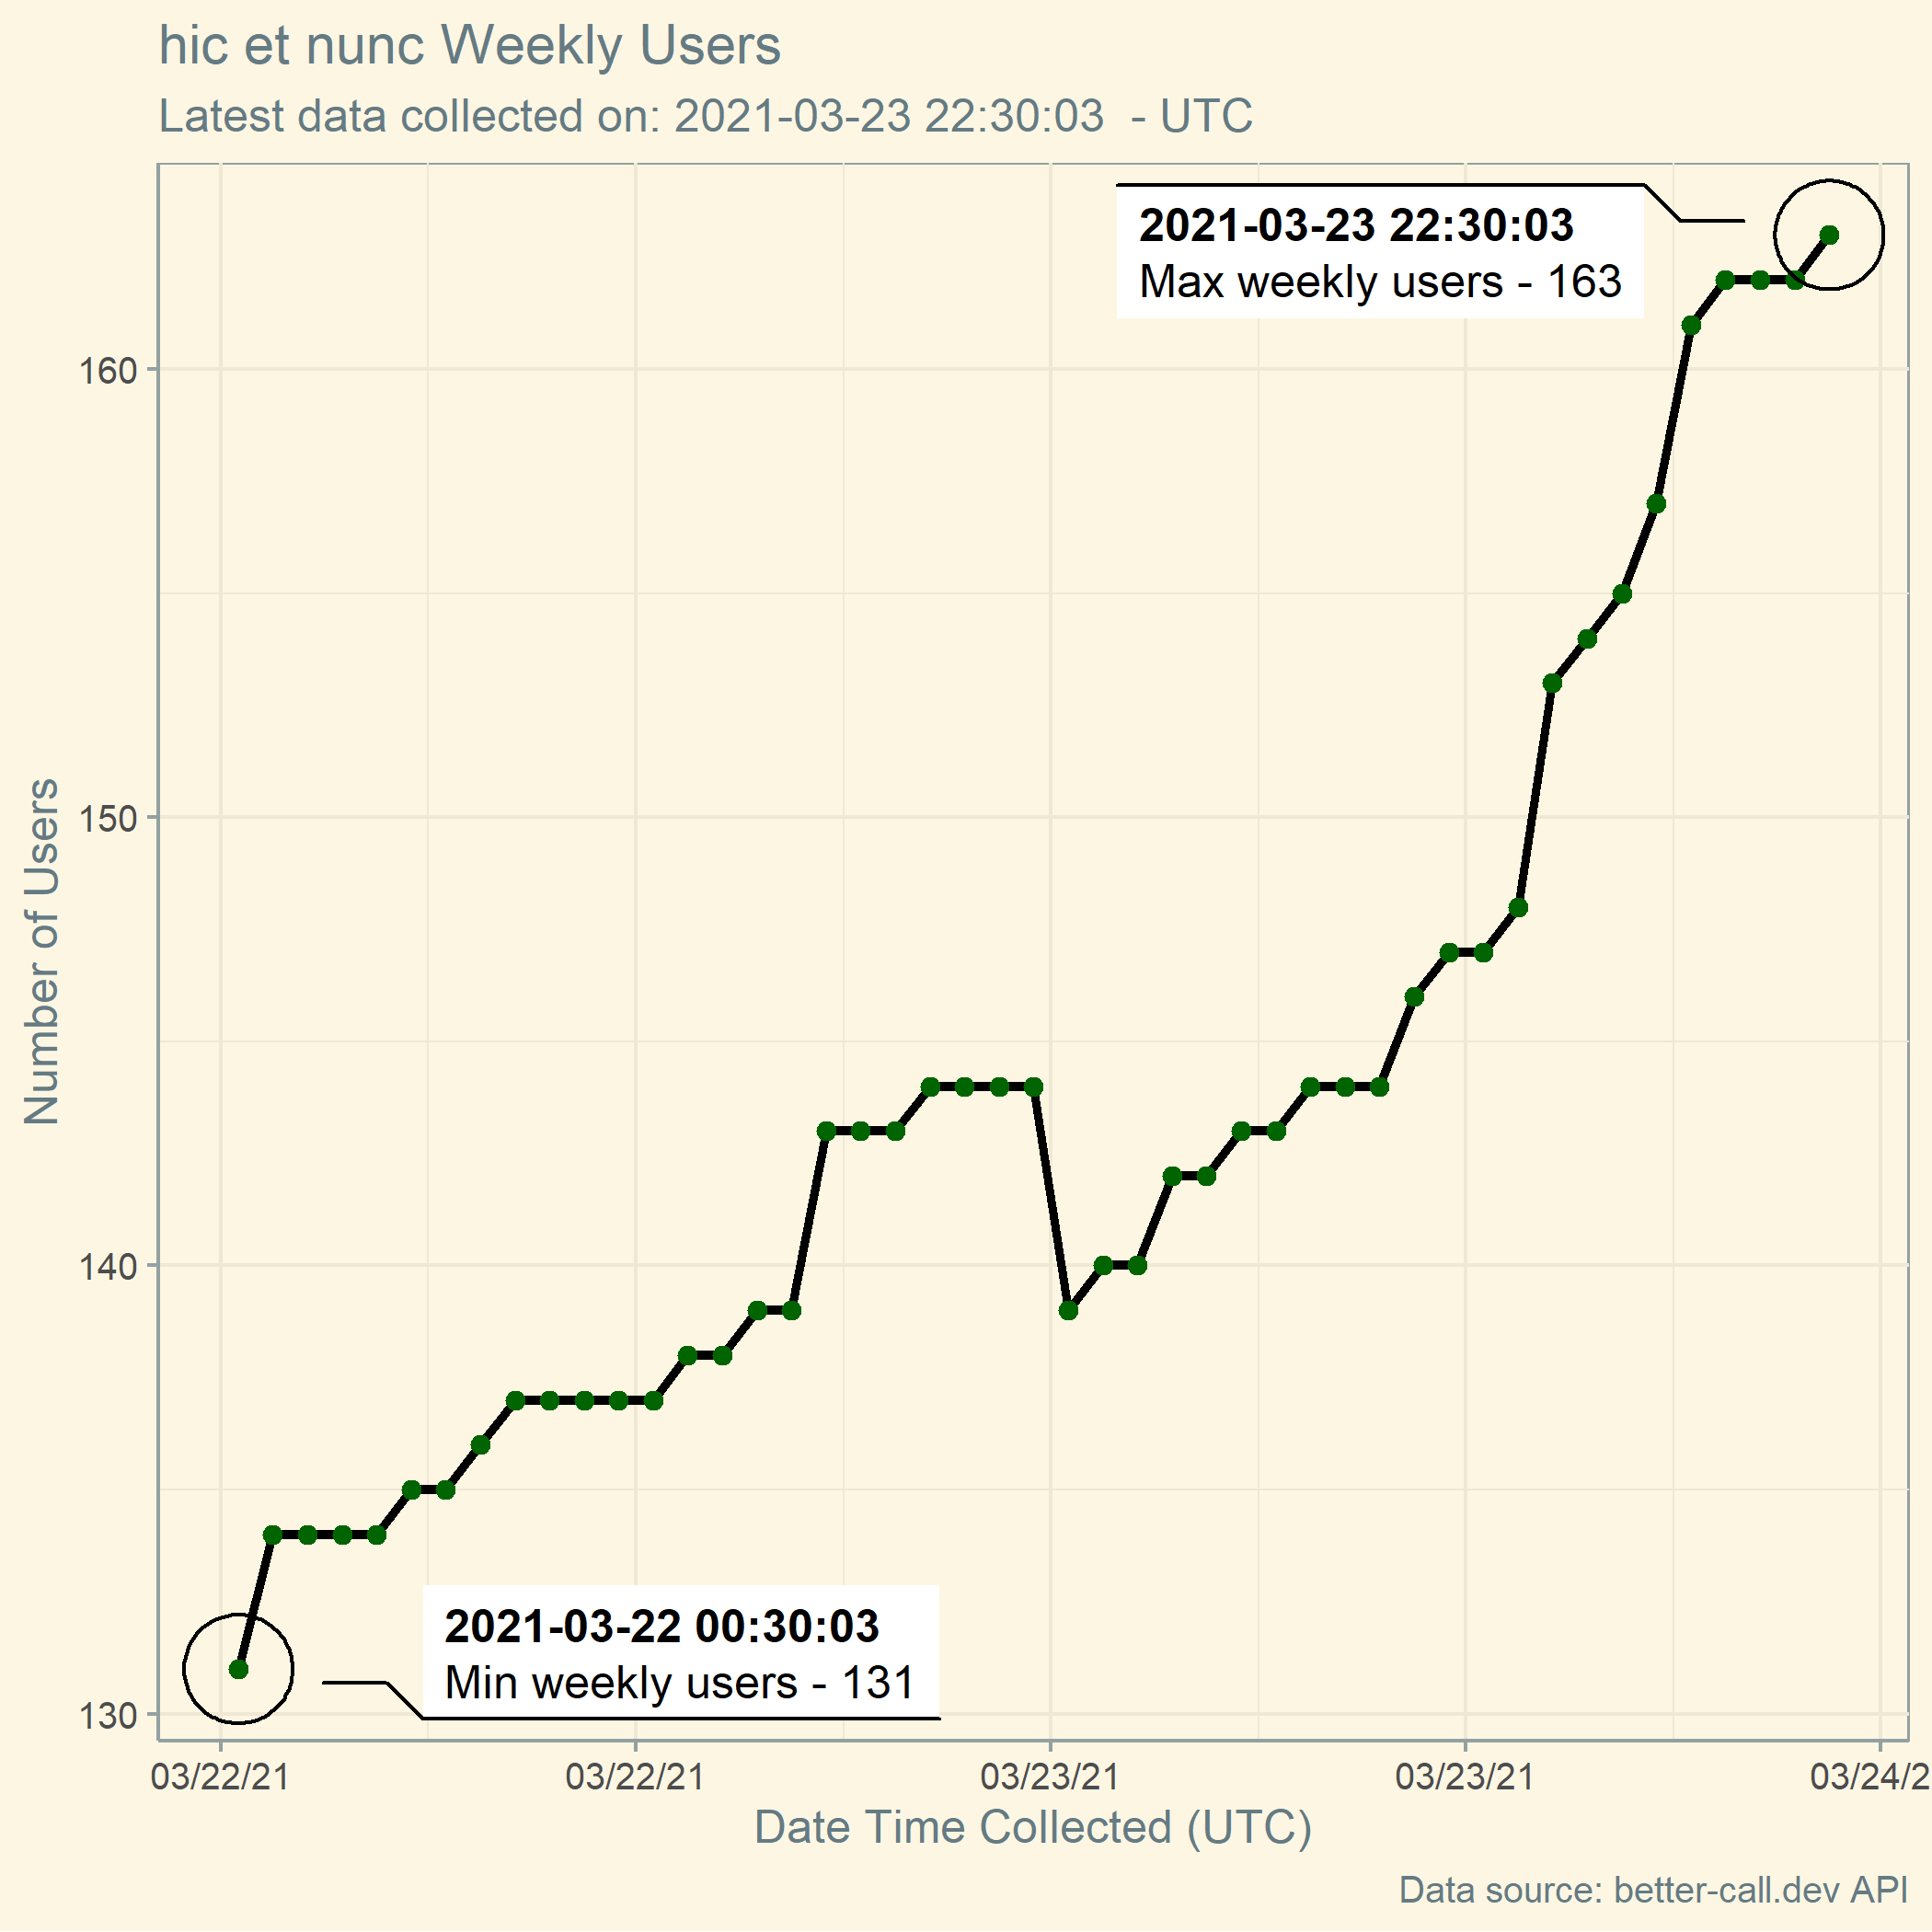 hic et nunc Weekly Users
Latest data collected on: 2021-03-23 22:30:03 - UTC
2021-03-23 22:30:03
Max weekly users - 163
160
150
140
130
Number of Users
2021-03-22 00:30:03
Min weekly users - 131
03/22/21 03/22/21 03/23/21 03/23/21 03/24/2
Date Time Collected (UTC)
Data source: better-call.dev API